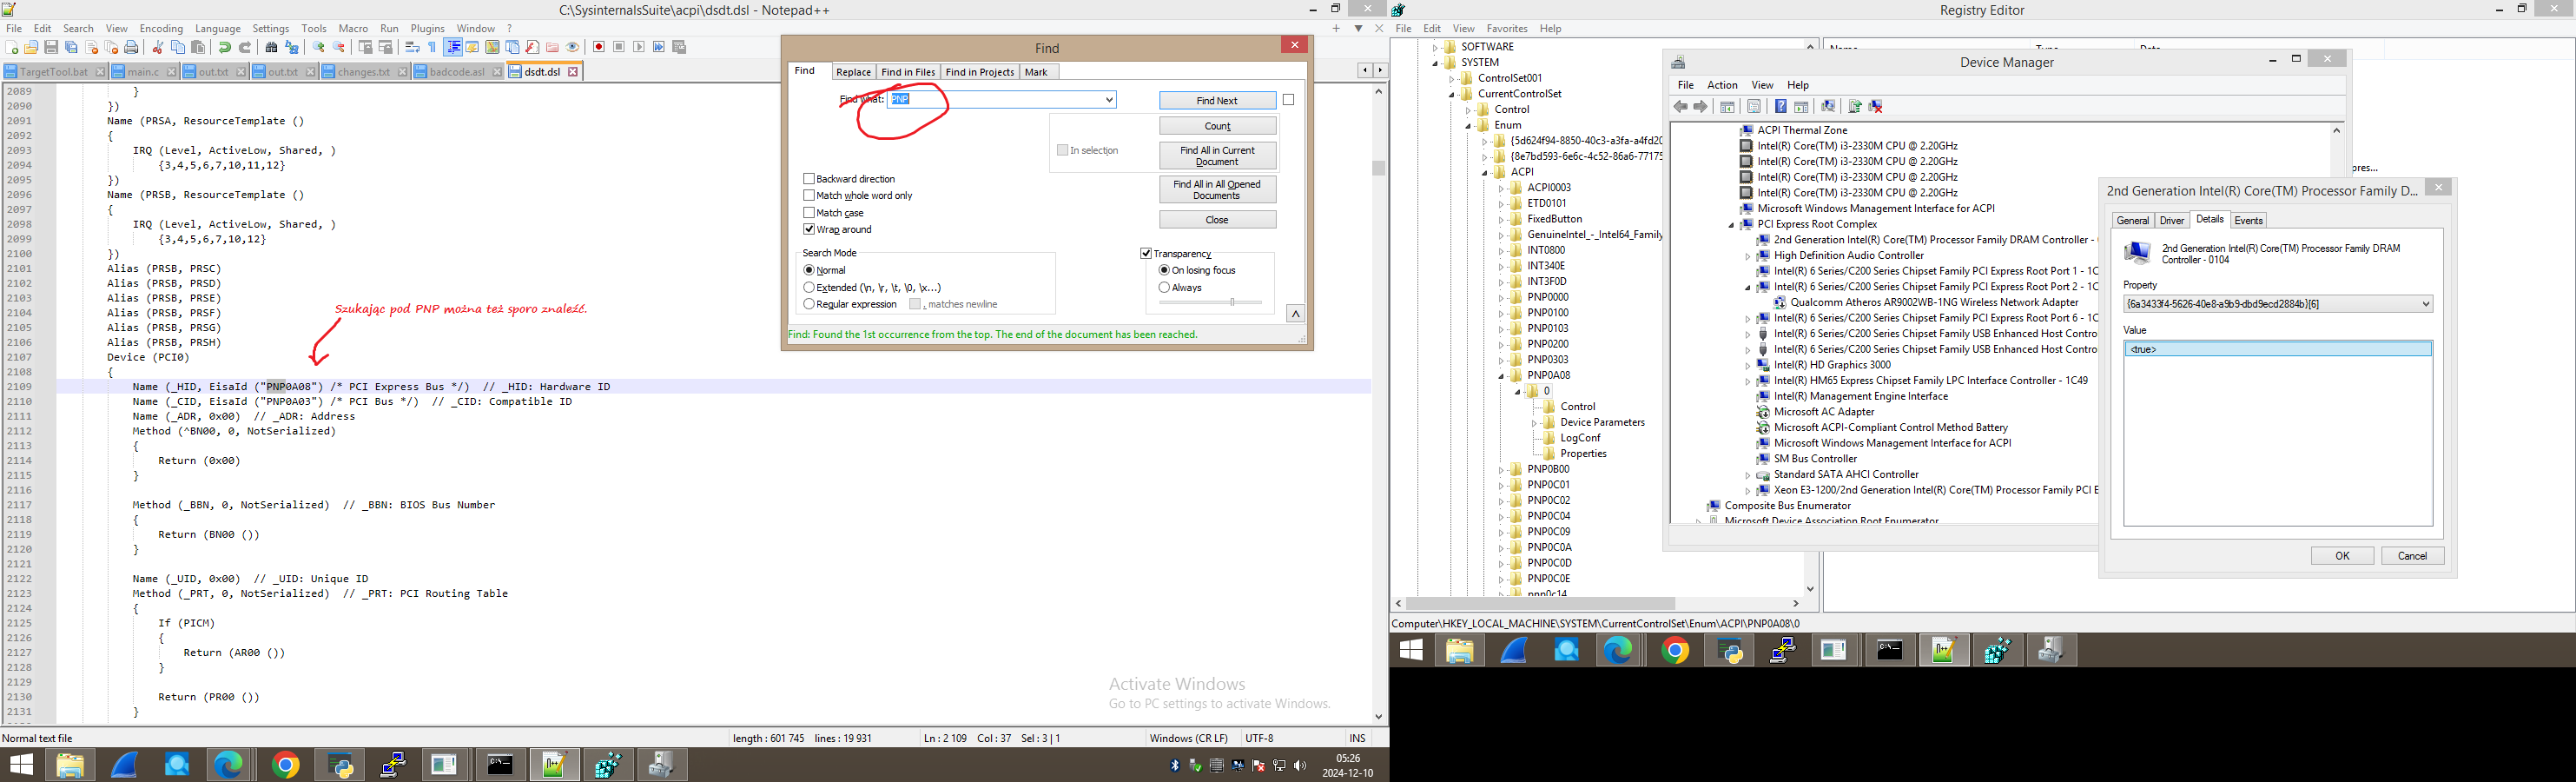 C:\SysinternalsSuite\acpi\dsdt.dsl - Notepad++
File Edit Search View Encoding Language Settings Tools Macro Run Plugins Window ?
TargetTool.bat main.c out.txt out.txt changes.txt badcode.asl dsdt.dsl
2089 }
2090 })
2091 Name (PRSA, ResourceTemplate ()
2092 {
2093 IRQ (Level, ActiveLow, Shared, )
2094 {3,4,5,6,7,10,11,12}
2095 })
2096 Name (PRSB, ResourceTemplate ()
2097 {
2098 IRQ (Level, ActiveLow, Shared, )
2099 {3,4,5,6,7,10,12}
2100 })
2101 Alias (PRSB, PRSC)
2102 Alias (PRSB, PRSD)
2103 Alias (PRSB, PRSE)
2104 Alias (PRSB, PRSF)
2105 Alias (PRSB, PRSG)
2106 Alias (PRSB, PRSH)
2107 Device (PCI0)
2108 {
2109 Name (_HID, EisaId ("PNP0A08") /* PCI Express Bus */) // _HID: Hardware ID
2110 Name (_CID, EisaId ("PNP0A03") /* PCI Bus */) // _CID: Compatible ID
2111 Name (_ADR, 0x00) // _ADR: Address
2112 Method (^BN00, 0, NotSerialized)
2113 {
2114 Return (0x00)
2115 }
2116
2117 Method (_BBN, 0, NotSerialized) // _BBN: BIOS Bus Number
2118 {
2119 Return (BN00 ())
2120 }
2121
2122 Name (_UID, 0x00) // _UID: Unique ID
2123 Method (_PRT, 0, NotSerialized) // _PRT: PCI Routing Table
2124 {
2125 If (PICM)
2126 {
2127 Return (AR00 ())
2128 }
2129
2130 Return (PR00 ())
2131 }
Szukając pod PNP można też sporo znaleźć.
Find
Find Replace Find in Files Find in Projects Mark
Find what: PNP
Find Next
Count
In selection
Find All in Current Document
Find All in All Opened Documents
Close
Backward direction
Match whole word only
Match case
Wrap around
Search Mode
Normal
Extended (\n, \r, \t, \0, \x...)
Regular expression . matches newline
Transparency
On losing focus
Always
Find: Found the 1st occurrence from the top. The end of the document has been reached.
Activate Windows
Go to PC settings to activate Windows.
Normal text file length : 601 745 lines : 19 931 Ln : 2 109 Col : 37 Sel : 3 | 1 Windows (CR LF) UTF-8 INS
05:26
2024-12-10
Registry Editor
File Edit View Favorites Help
SOFTWARE
SYSTEM
ControlSet001
CurrentControlSet
Control
Enum
{5d624f94-8850-40c3-a3fa-a4fd20
{8e7bd593-6e6c-4c52-86a6-77175
ACPI
ACPI0003
ETD0101
FixedButton
GenuineIntel_-_Intel64_Family
INT0800
INT340E
INT3F0D
PNP0000
PNP0100
PNP0103
PNP0200
PNP0303
PNP0A08
0
Control
Device Parameters
LogConf
Properties
PNP0B00
PNP0C01
PNP0C02
PNP0C04
PNP0C09
PNP0C0A
PNP0C0D
PNP0C0E
pnp0c14
Computer\HKEY_LOCAL_MACHINE\SYSTEM\CurrentControlSet\Enum\ACPI\PNP0A08\0
Device Manager
File Action View Help
ACPI Thermal Zone
Intel(R) Core(TM) i3-2330M CPU @ 2.20GHz
Intel(R) Core(TM) i3-2330M CPU @ 2.20GHz
Intel(R) Core(TM) i3-2330M CPU @ 2.20GHz
Intel(R) Core(TM) i3-2330M CPU @ 2.20GHz
Microsoft Windows Management Interface for ACPI
PCI Express Root Complex
2nd Generation Intel(R) Core(TM) Processor Family DRAM Controller -
High Definition Audio Controller
Intel(R) 6 Series/C200 Series Chipset Family PCI Express Root Port 1 - 1C
Intel(R) 6 Series/C200 Series Chipset Family PCI Express Root Port 2 - 1C
Qualcomm Atheros AR9002WB-1NG Wireless Network Adapter
Intel(R) 6 Series/C200 Series Chipset Family PCI Express Root Port 6 - 1C
Intel(R) 6 Series/C200 Series Chipset Family USB Enhanced Host Contro
Intel(R) 6 Series/C200 Series Chipset Family USB Enhanced Host Contro
Intel(R) HD Graphics 3000
Intel(R) HM65 Express Chipset Family LPC Interface Controller - 1C49
Intel(R) Management Engine Interface
Microsoft AC Adapter
Microsoft ACPI-Compliant Control Method Battery
Microsoft Windows Management Interface for ACPI
SM Bus Controller
Standard SATA AHCI Controller
Xeon E3-1200/2nd Generation Intel(R) Core(TM) Processor Family PCI E
Composite Bus Enumerator
Microsoft Device Association Root Enumerator
pres...
2nd Generation Intel(R) Core(TM) Processor Family D...
General Driver Details Events
2nd Generation Intel(R) Core(TM) Processor Family DRAM
Controller - 0104
Property
{6a3433f4-5626-40e8-a9b9-dbd9ecd2884b}[6]
Value
<true>
OK Cancel